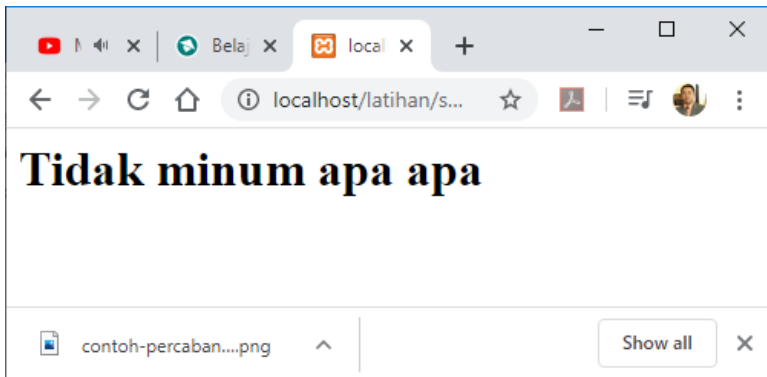 Belaj
local
localhost/latihan/s...
Tidak minum apa apa
contoh-percaban....png
Show all